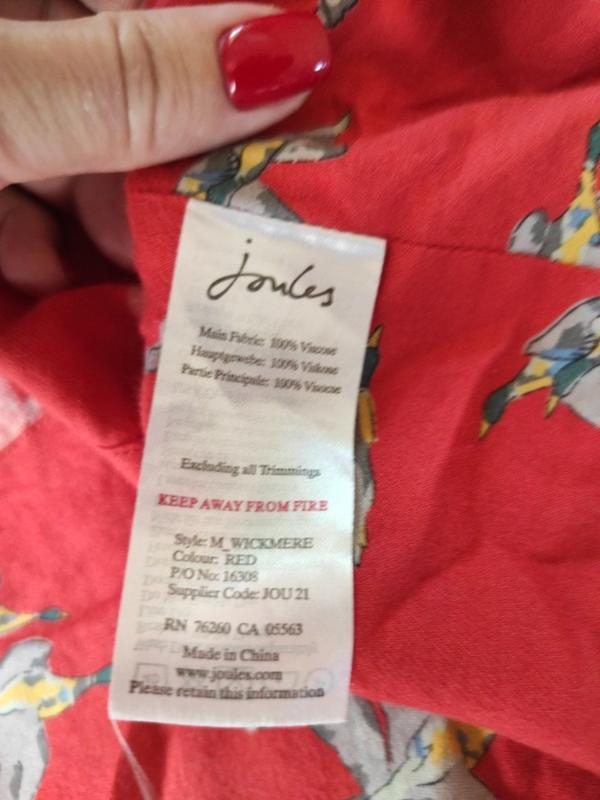 joules
Main Fabric: 100% Viscose
Hauptgewebe: 100% Viskose
Partie Principale: 100% Viscose
Excluding all Trimmings
KEEP AWAY FROM FIRE
Style: M_WICKMERE
Colour: RED
P/O No: 16308
Supplier Code: JOU 21
RN 76260 CA 05563
Made in China
www.joules.com
Please retain this information